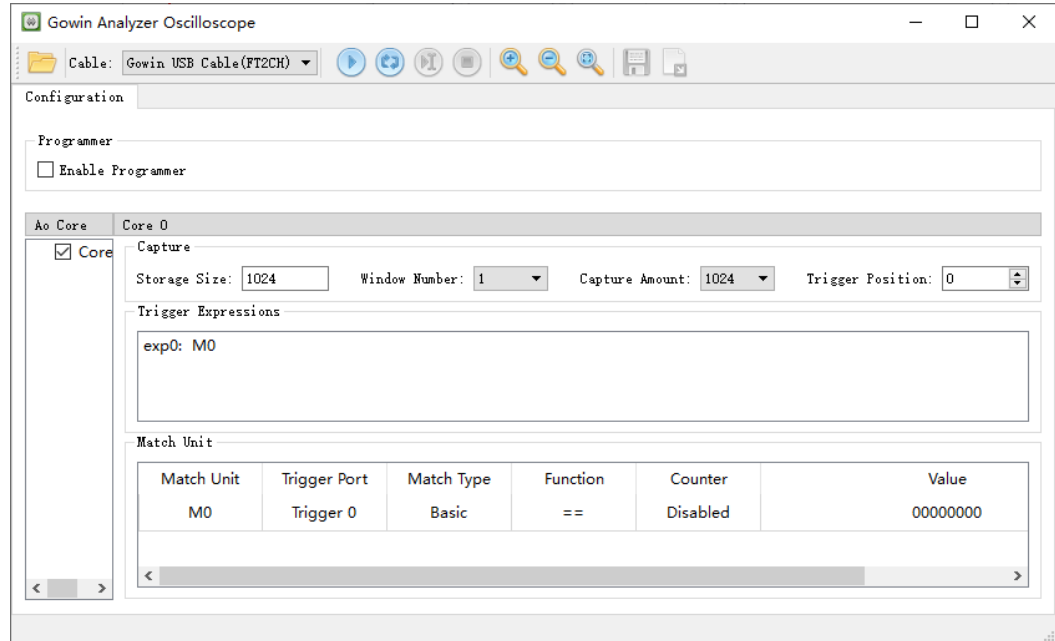 Gowin Analyzer Oscilloscope
Cable: Gowin USB Cable(FT2CH)
Configuration
Programmer
Enable Programmer
Ao Core Core 0
Core
Capture
Storage Size: 1024 Window Number: 1 Capture Amount: 1024 Trigger Position: 0
Trigger Expressions
exp0: M0
Match Unit
Match Unit Trigger Port Match Type Function Counter Value
M0 Trigger 0 Basic == Disabled 00000000